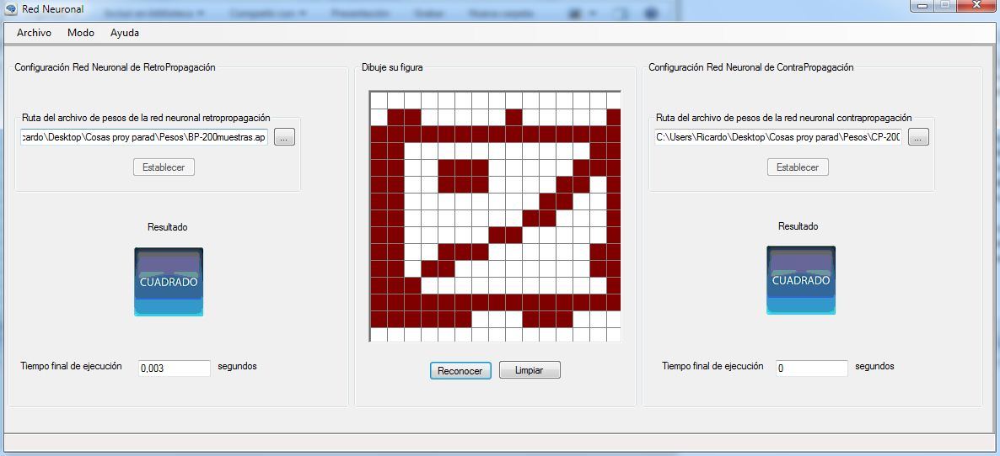 Red Neuronal
Archivo Modo Ayuda
Configuración Red Neuronal de RetroPropagación
Ruta del archivo de pesos de la red neuronal retropropagación
cardo\Desktop\Cosas proy parad\Pesos\BP-200muestras.ap ...
Establecer
Resultado
CUADRADO
Tiempo final de ejecución 0,003 segundos
Dibuje su figura
Reconocer Limpiar
Configuración Red Neuronal de ContraPropagación
Ruta del archivo de pesos de la red neuronal contrapropagación
C:\Users\Ricardo\Desktop\Cosas proy parad\Pesos\CP-200 ...
Establecer
Resultado
CUADRADO
Tiempo final de ejecución 0 segundos